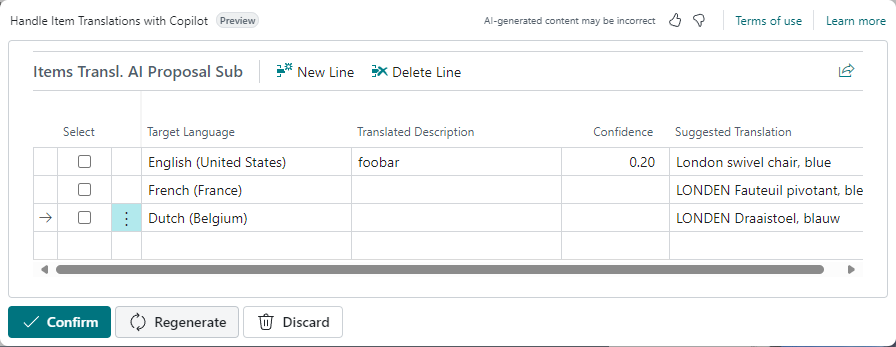 Handle Item Translations with Copilot Preview AI-generated content may be incorrect Terms of use Learn more
Items Transl. AI Proposal Sub New Line Delete Line
Select Target Language Translated Description Confidence Suggested Translation
English (United States) foobar 0.20 London swivel chair, blue
French (France) LONDEN Fauteuil pivotant, ble
Dutch (Belgium) LONDEN Draaistoel, blauw
Confirm Regenerate Discard